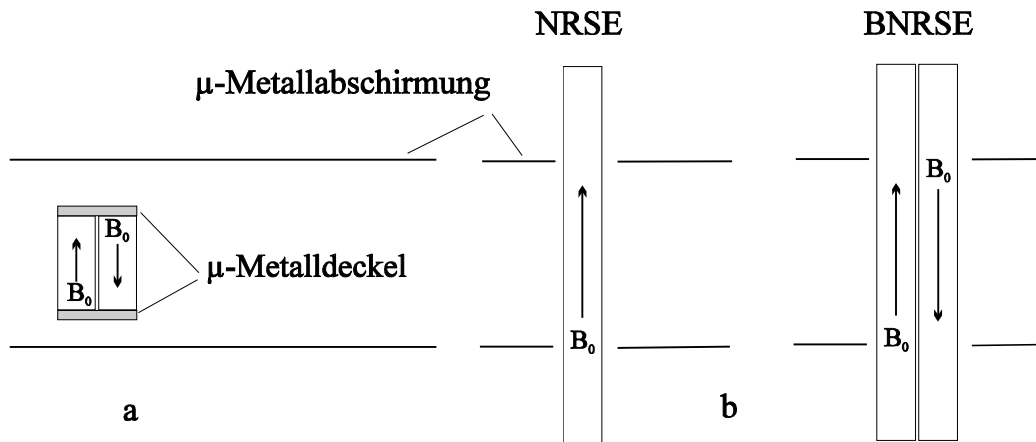 NRSE
BNRSE
μ-Metallabschirmung
B₀
B₀
μ-Metalldeckel
B₀
B₀
B₀
a
b